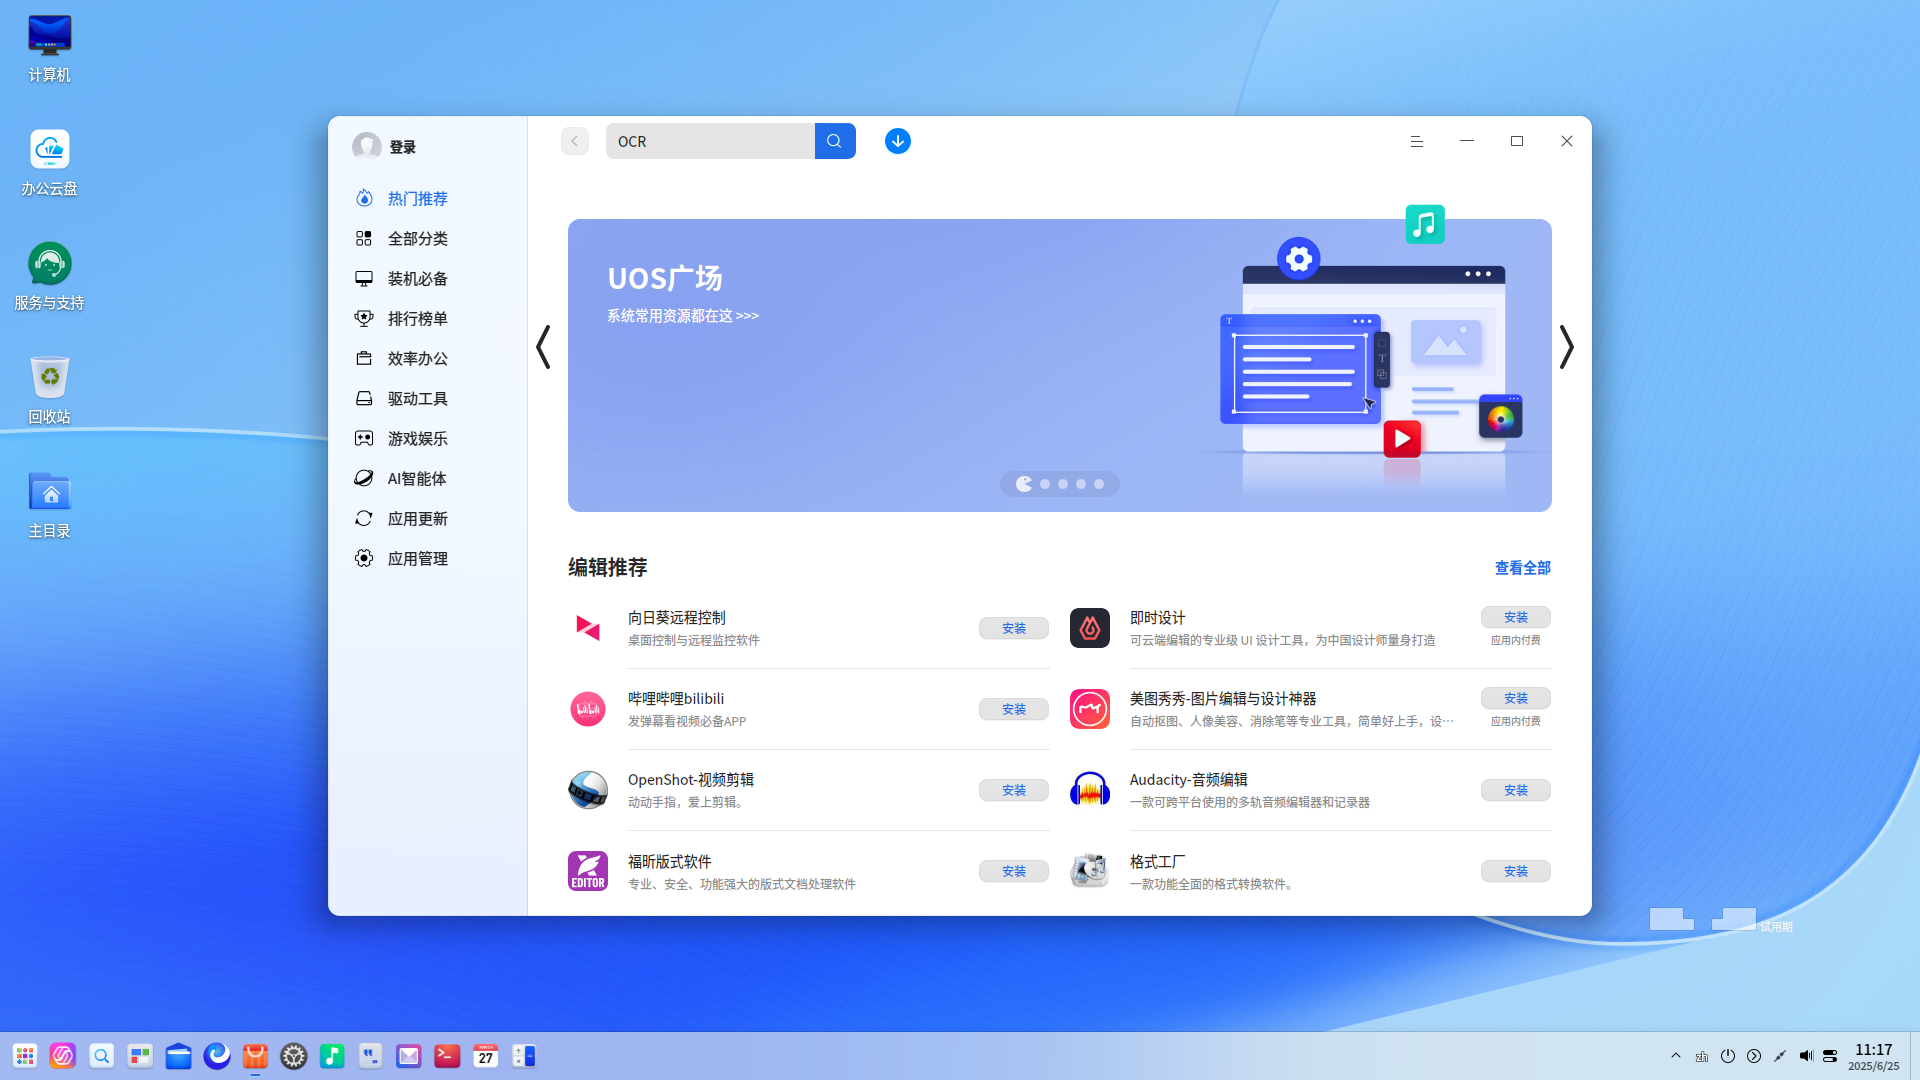 计算机
办公云盘
服务与支持
回收站
主目录
登录
热门推荐
全部分类
装机必备
排行榜单
效率办公
驱动工具
游戏娱乐
AI智能体
应用更新
应用管理
OCR
UOS广场
系统常用资源都在这 >>>
编辑推荐
查看全部
向日葵远程控制
桌面控制与远程监控软件
安装
即时设计
可云端编辑的专业级 UI 设计工具，为中国设计师量身打造
安装
应用内付费
哔哩哔哩bilibili
发弹幕看视频必备APP
安装
美图秀秀-图片编辑与设计神器
自动抠图、人像美容、消除笔等专业工具，简单好上手，设…
安装
应用内付费
OpenShot-视频剪辑
动动手指，爱上剪辑。
安装
Audacity-音频编辑
一款可跨平台使用的多轨音频编辑器和记录器
安装
EDITOR
福昕版式软件
专业、安全、功能强大的版式文档处理软件
安装
格式工厂
一款功能全面的格式转换软件。
安装
试用期
27
zh
11:17
2025/6/25